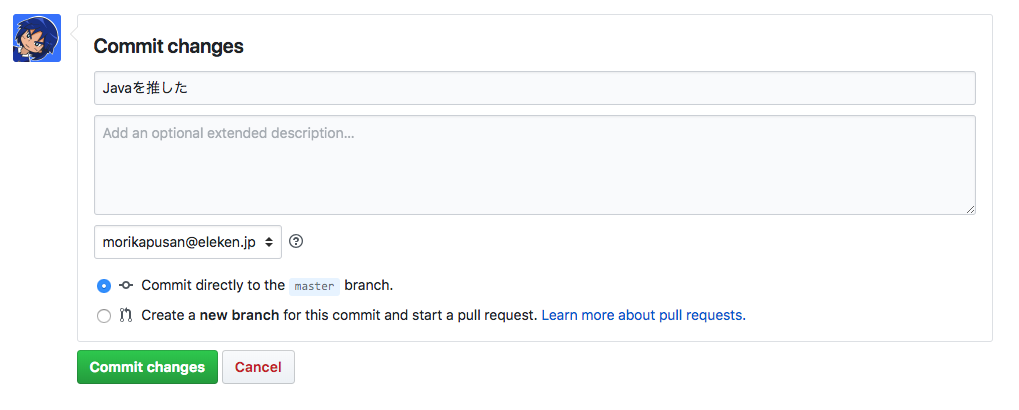 Commit changes
Javaを推した
Add an optional extended description...
morikapusan@eleken.jp
Commit directly to the master branch.
Create a new branch for this commit and start a pull request. Learn more about pull requests.
Commit changes Cancel